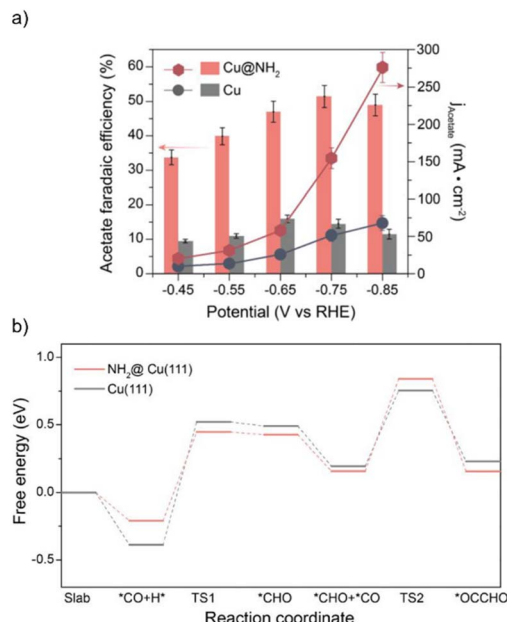 a)
Acetate faradaic efficiency (%)
60
50
40
30
20
10
0
Cu@NH₂
Cu
300
250
200
150
100
50
0
jAcetate
(mA • cm⁻²)
-0.45 -0.55 -0.65 -0.75 -0.85
Potential (V vs RHE)
b)
Free energy (eV)
1.0
0.5
0.0
-0.5
NH₂@ Cu(111)
Cu(111)
Slab *CO+H* TS1 *CHO *CHO+*CO TS2 *OCCHO
Reaction coordinate